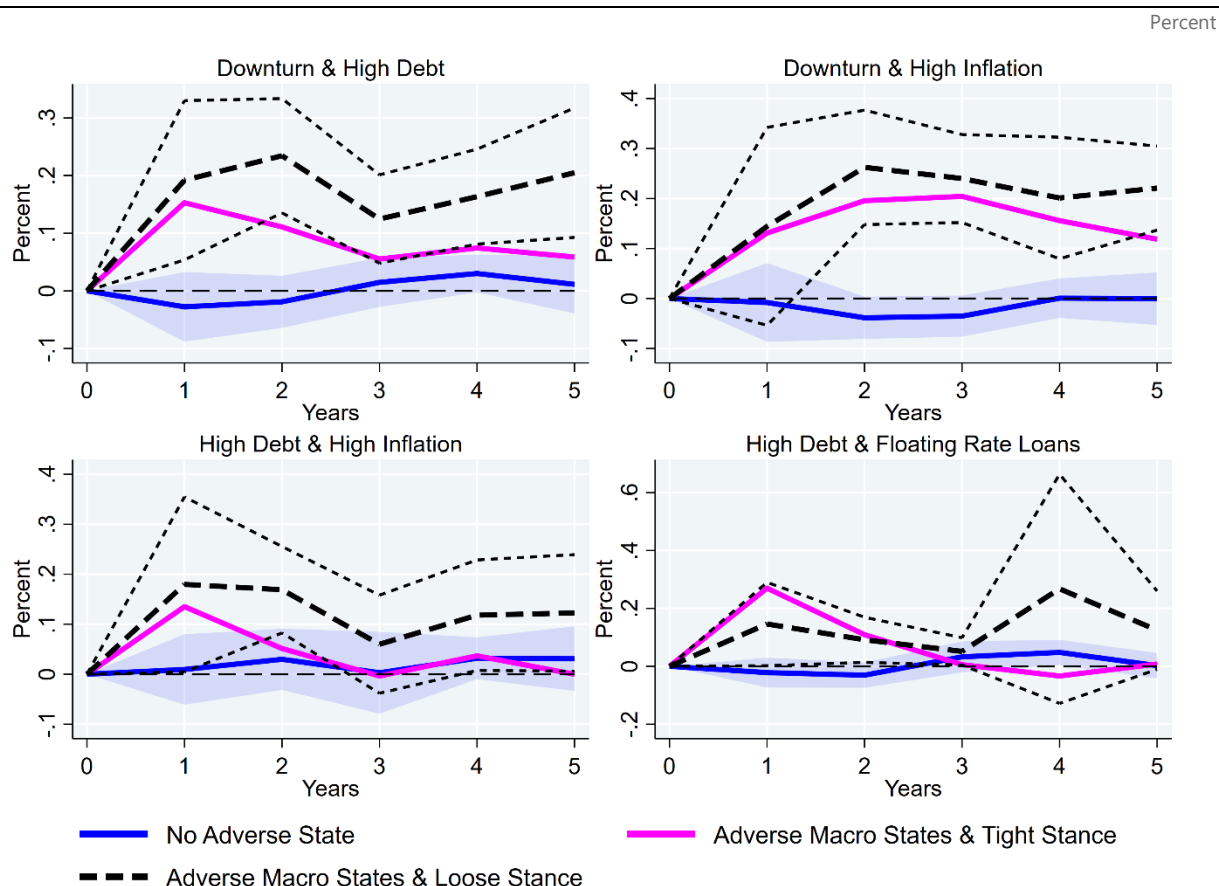 Percent
Downturn & High Debt
Percent
.3
.2
.1
0
-.1
0 1 2 3 4 5
Years
Downturn & High Inflation
Percent
.4
.3
.2
.1
0
-.1
0 1 2 3 4 5
Years
High Debt & High Inflation
Percent
.4
.3
.2
.1
0
-.1
0 1 2 3 4 5
Years
High Debt & Floating Rate Loans
Percent
.6
.4
.2
0
-.2
0 1 2 3 4 5
Years
No Adverse State
Adverse Macro States & Tight Stance
Adverse Macro States & Loose Stance